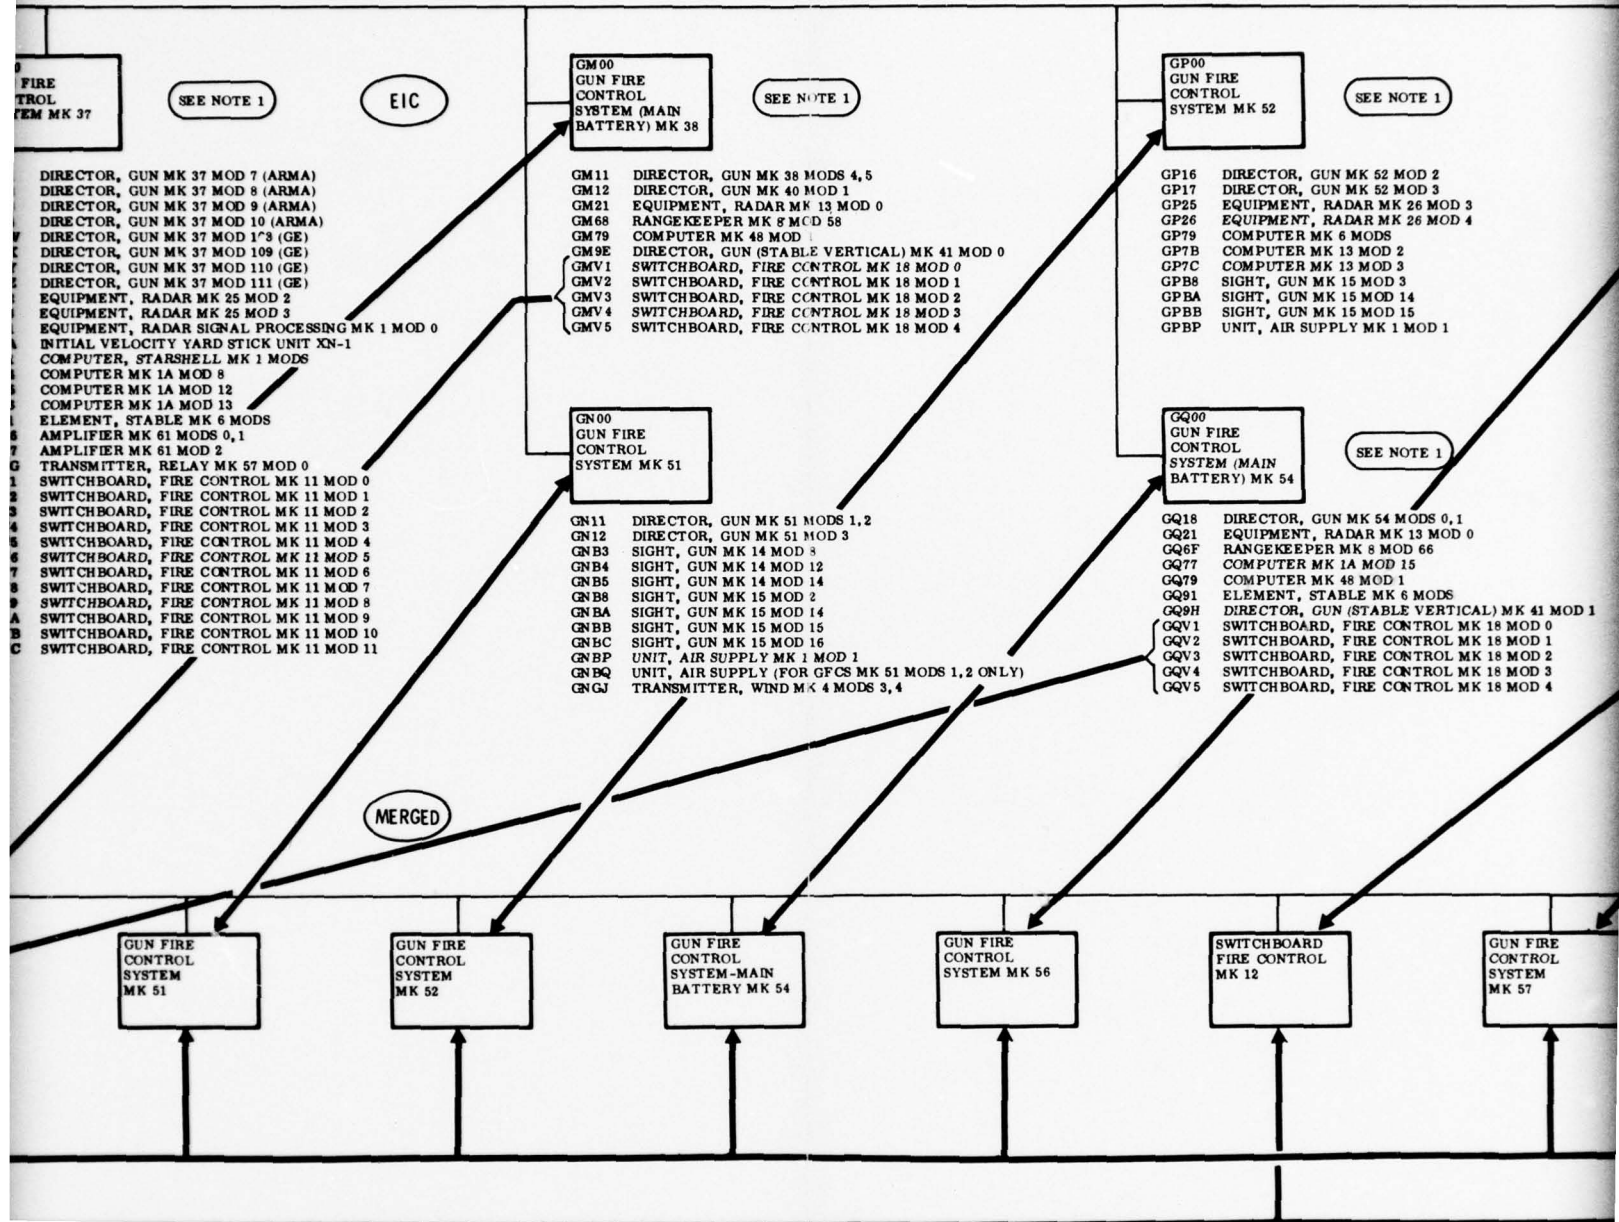 FIRE
TROL
TEM MK 37
SEE NOTE 1
EIC
DIRECTOR, GUN MK 37 MOD 7 (ARMA)
DIRECTOR, GUN MK 37 MOD 8 (ARMA)
DIRECTOR, GUN MK 37 MOD 9 (ARMA)
DIRECTOR, GUN MK 37 MOD 10 (ARMA)
DIRECTOR, GUN MK 37 MOD (GE)
DIRECTOR, GUN MK 37 MOD 109 (GE)
DIRECTOR, GUN MK 37 MOD 110 (GE)
DIRECTOR, GUN MK 37 MOD 111 (GE)
EQUIPMENT, RADAR MK 25 MOD 2
EQUIPMENT, RADAR MK 25 MOD 3
EQUIPMENT, RADAR SIGNAL PROCESSING MK 1 MOD 0
INITIAL VELOCITY YARD STICK UNIT XN-1
COMPUTER, STARSHELL MK 1 MODS
COMPUTER MK 1A MOD 8
COMPUTER MK 1A MOD 12
COMPUTER MK 1A MOD 13
ELEMENT, STABLE MK 6 MODS
6 AMPLIFIER MK 61 MODS 0,1
7 AMPLIFIER MK 61 MOD 2
G TRANSMITTER, RELAY MK 57 MOD 0
1 SWITCHBOARD, FIRE CONTROL MK 11 MOD 0
2 SWITCHBOARD, FIRE CONTROL MK 11 MOD 1
3 SWITCHBOARD, FIRE CONTROL MK 11 MOD 2
4 SWITCHBOARD, FIRE CONTROL MK 11 MOD 3
5 SWITCHBOARD, FIRE CONTROL MK 11 MOD 4
6 SWITCHBOARD, FIRE CONTROL MK 11 MOD 5
7 SWITCHBOARD, FIRE CONTROL MK 11 MOD 6
8 SWITCHBOARD, FIRE CONTROL MK 11 MOD 7
9 SWITCHBOARD, FIRE CONTROL MK 11 MOD 8
A SWITCHBOARD, FIRE CONTROL MK 11 MOD 9
B SWITCHBOARD, FIRE CONTROL MK 11 MOD 10
C SWITCHBOARD, FIRE CONTROL MK 11 MOD 11
GM00
GUN FIRE
CONTROL
SYSTEM (MAIN
BATTERY) MK 38
SEE NOTE 1
GM11 DIRECTOR, GUN MK 38 MODS 4,5
GM12 DIRECTOR, GUN MK 40 MOD 1
GM21 EQUIPMENT, RADAR MK 13 MOD 0
GM68 RANGEKEEPER MK 8 MOD 58
GM79 COMPUTER MK 48 MOD
GM9E DIRECTOR, GUN (STABLE VERTICAL) MK 41 MOD 0
GMV1 SWITCHBOARD, FIRE CONTROL MK 18 MOD 0
GMV2 SWITCHBOARD, FIRE CONTROL MK 18 MOD 1
GMV3 SWITCHBOARD, FIRE CONTROL MK 18 MOD 2
GMV4 SWITCHBOARD, FIRE CONTROL MK 18 MOD 3
GMV5 SWITCHBOARD, FIRE CONTROL MK 18 MOD 4
GN00
GUN FIRE
CONTROL
SYSTEM MK 51
GN11 DIRECTOR, GUN MK 51 MODS 1,2
GN12 DIRECTOR, GUN MK 51 MOD 3
GNB3 SIGHT, GUN MK 14 MOD 8
GNB4 SIGHT, GUN MK 14 MOD 12
GNB5 SIGHT, GUN MK 14 MOD 14
GNB8 SIGHT, GUN MK 15 MOD 2
GNBA SIGHT, GUN MK 15 MOD 14
GNBB SIGHT, GUN MK 15 MOD 15
GNBC SIGHT, GUN MK 15 MOD 16
GNBP UNIT, AIR SUPPLY MK 1 MOD 1
GNBQ UNIT, AIR SUPPLY (FOR GFCS MK 51 MODS 1,2 ONLY)
GNGJ TRANSMITTER, WIND MK 4 MODS 3,4
GP00
GUN FIRE
CONTROL
SYSTEM MK 52
SEE NOTE 1
GP16 DIRECTOR, GUN MK 52 MOD 2
GP17 DIRECTOR, GUN MK 52 MOD 3
GP25 EQUIPMENT, RADAR MK 26 MOD 3
GP26 EQUIPMENT, RADAR MK 26 MOD 4
GP79 COMPUTER MK 6 MODS
GP7B COMPUTER MK 13 MOD 2
GP7C COMPUTER MK 13 MOD 3
GPB8 SIGHT, GUN MK 15 MOD 3
GPBA SIGHT, GUN MK 15 MOD 14
GPBB SIGHT, GUN MK 15 MOD 15
GPBP UNIT, AIR SUPPLY MK 1 MOD 1
GQ00
GUN FIRE
CONTROL
SYSTEM (MAIN
BATTERY) MK 54
SEE NOTE 1
GQ18 DIRECTOR, GUN MK 54 MODS 0,1
GQ21 EQUIPMENT, RADAR MK 13 MOD 0
GQ6F RANGEKEEPER MK 8 MOD 66
GQ77 COMPUTER MK 1A MOD 15
GQ79 COMPUTER MK 48 MOD 1
GQ91 ELEMENT, STABLE MK 6 MODS
GQ9H DIRECTOR, GUN (STABLE VERTICAL) MK 41 MOD 1
GQV1 SWITCHBOARD, FIRE CONTROL MK 18 MOD 0
GQV2 SWITCHBOARD, FIRE CONTROL MK 18 MOD 1
GQV3 SWITCHBOARD, FIRE CONTROL MK 18 MOD 2
GQV4 SWITCHBOARD, FIRE CONTROL MK 18 MOD 3
GQV5 SWITCHBOARD, FIRE CONTROL MK 18 MOD 4
MERGED
GUN FIRE
CONTROL
SYSTEM
MK 51
GUN FIRE
CONTROL
SYSTEM
MK 52
GUN FIRE
CONTROL
SYSTEM-MAIN
BATTERY MK 54
GUN FIRE
CONTROL
SYSTEM MK 56
SWITCHBOARD
FIRE CONTROL
MK 12
GUN FIRE
CONTROL
SYSTEM
MK 57